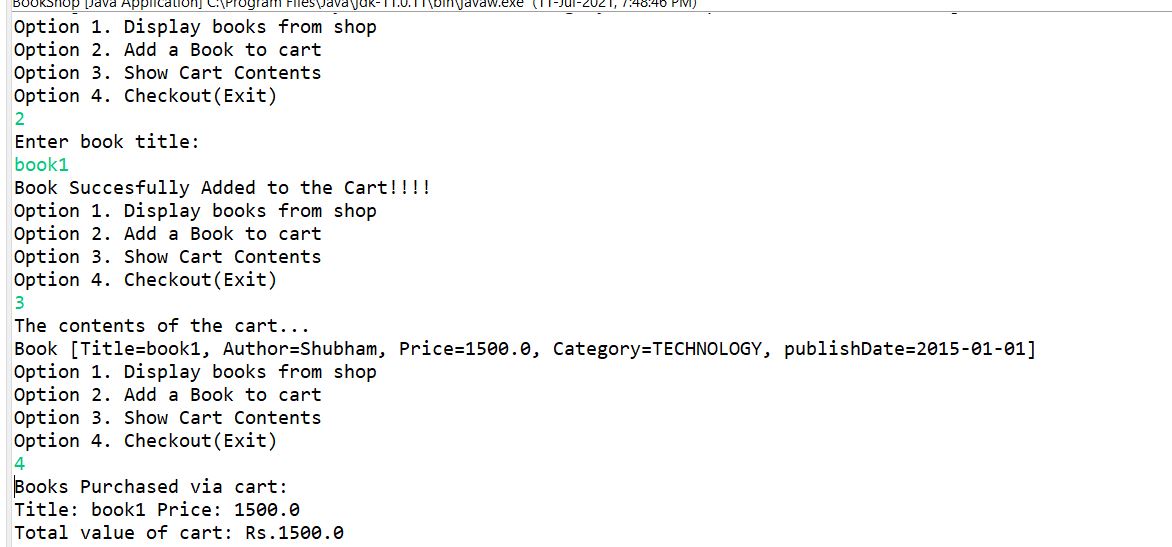 BookShop [Java Application] C:\Program Files\Java\jdk-11.0.11\bin\javaw.exe (11-Jul-2021, 7:48:46 PM)
Option 1. Display books from shop
Option 2. Add a Book to cart
Option 3. Show Cart Contents
Option 4. Checkout(Exit)
2
Enter book title:
book1
Book Succesfully Added to the Cart!!!!
Option 1. Display books from shop
Option 2. Add a Book to cart
Option 3. Show Cart Contents
Option 4. Checkout(Exit)
3
The contents of the cart...
Book [Title=book1, Author=Shubham, Price=1500.0, Category=TECHNOLOGY, publishDate=2015-01-01]
Option 1. Display books from shop
Option 2. Add a Book to cart
Option 3. Show Cart Contents
Option 4. Checkout(Exit)
4
Books Purchased via cart:
Title: book1 Price: 1500.0
Total value of cart: Rs.1500.0